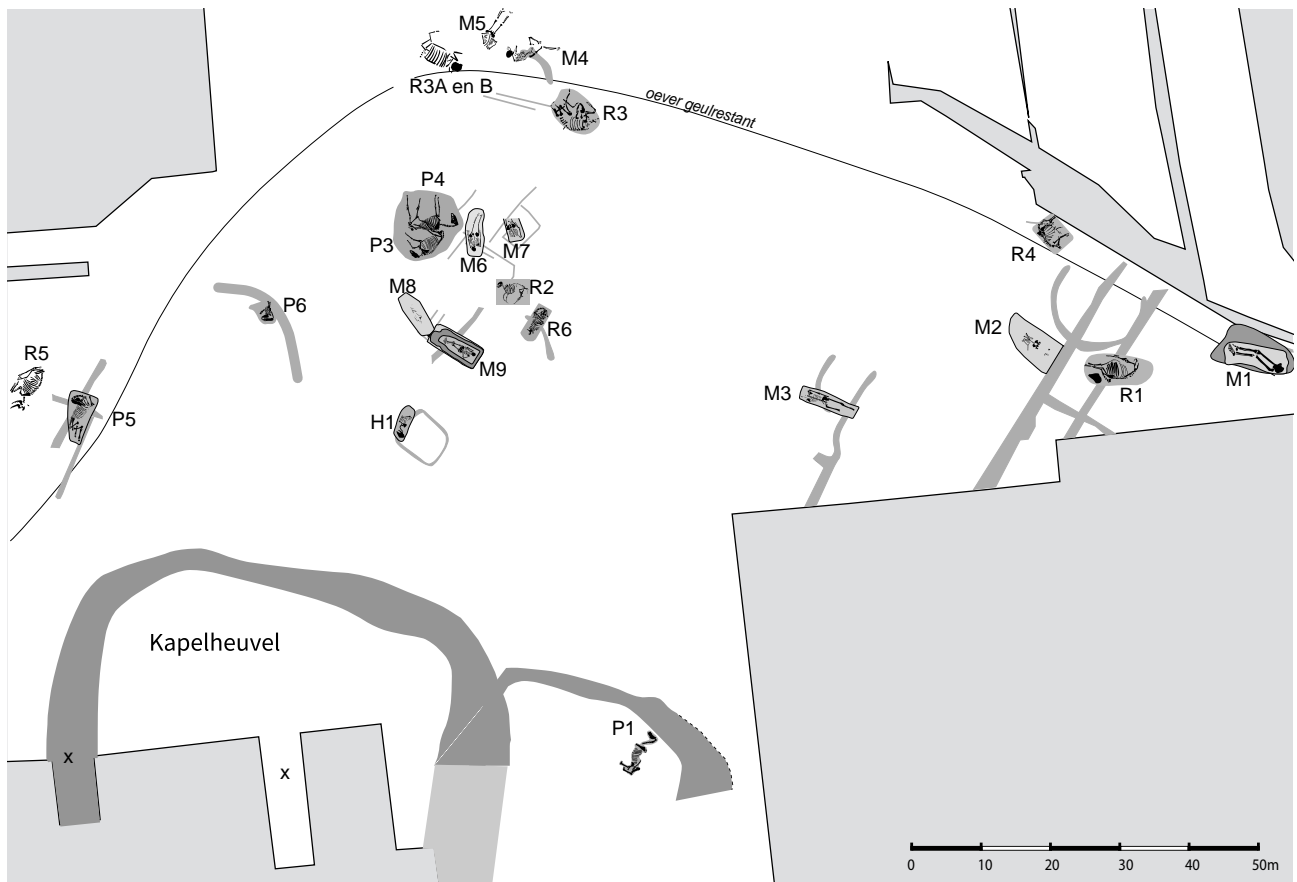 M5
M4
R3A en B
R3
oever geulrestant
P4
P3
M6
M7
R4
M8
R2
P6
R6
M2
R5
M9
M1
R1
M3
P5
H1
Kapelheuvel
P1
x
x
0 10 20 30 40 50m